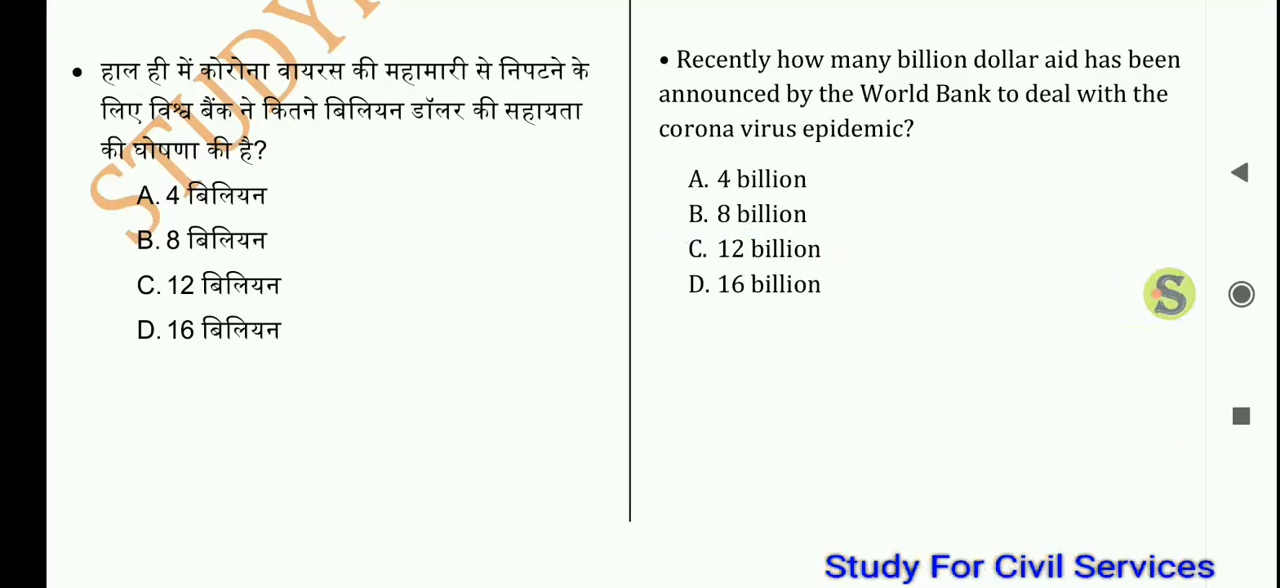 • हाल ही में कोरोना वायरस की महामारी से निपटने के
लिए विश्व बैंक ने कितने बिलियन डॉलर की सहायता
की घोषणा की है?
A. 4 बिलियन
B. 8 बिलियन
C. 12 बिलियन
D. 16 बिलियन
• Recently how many billion dollar aid has been
announced by the World Bank to deal with the
corona virus epidemic?
A. 4 billion
B. 8 billion
C. 12 billion
D. 16 billion
S
Study For Civil Services